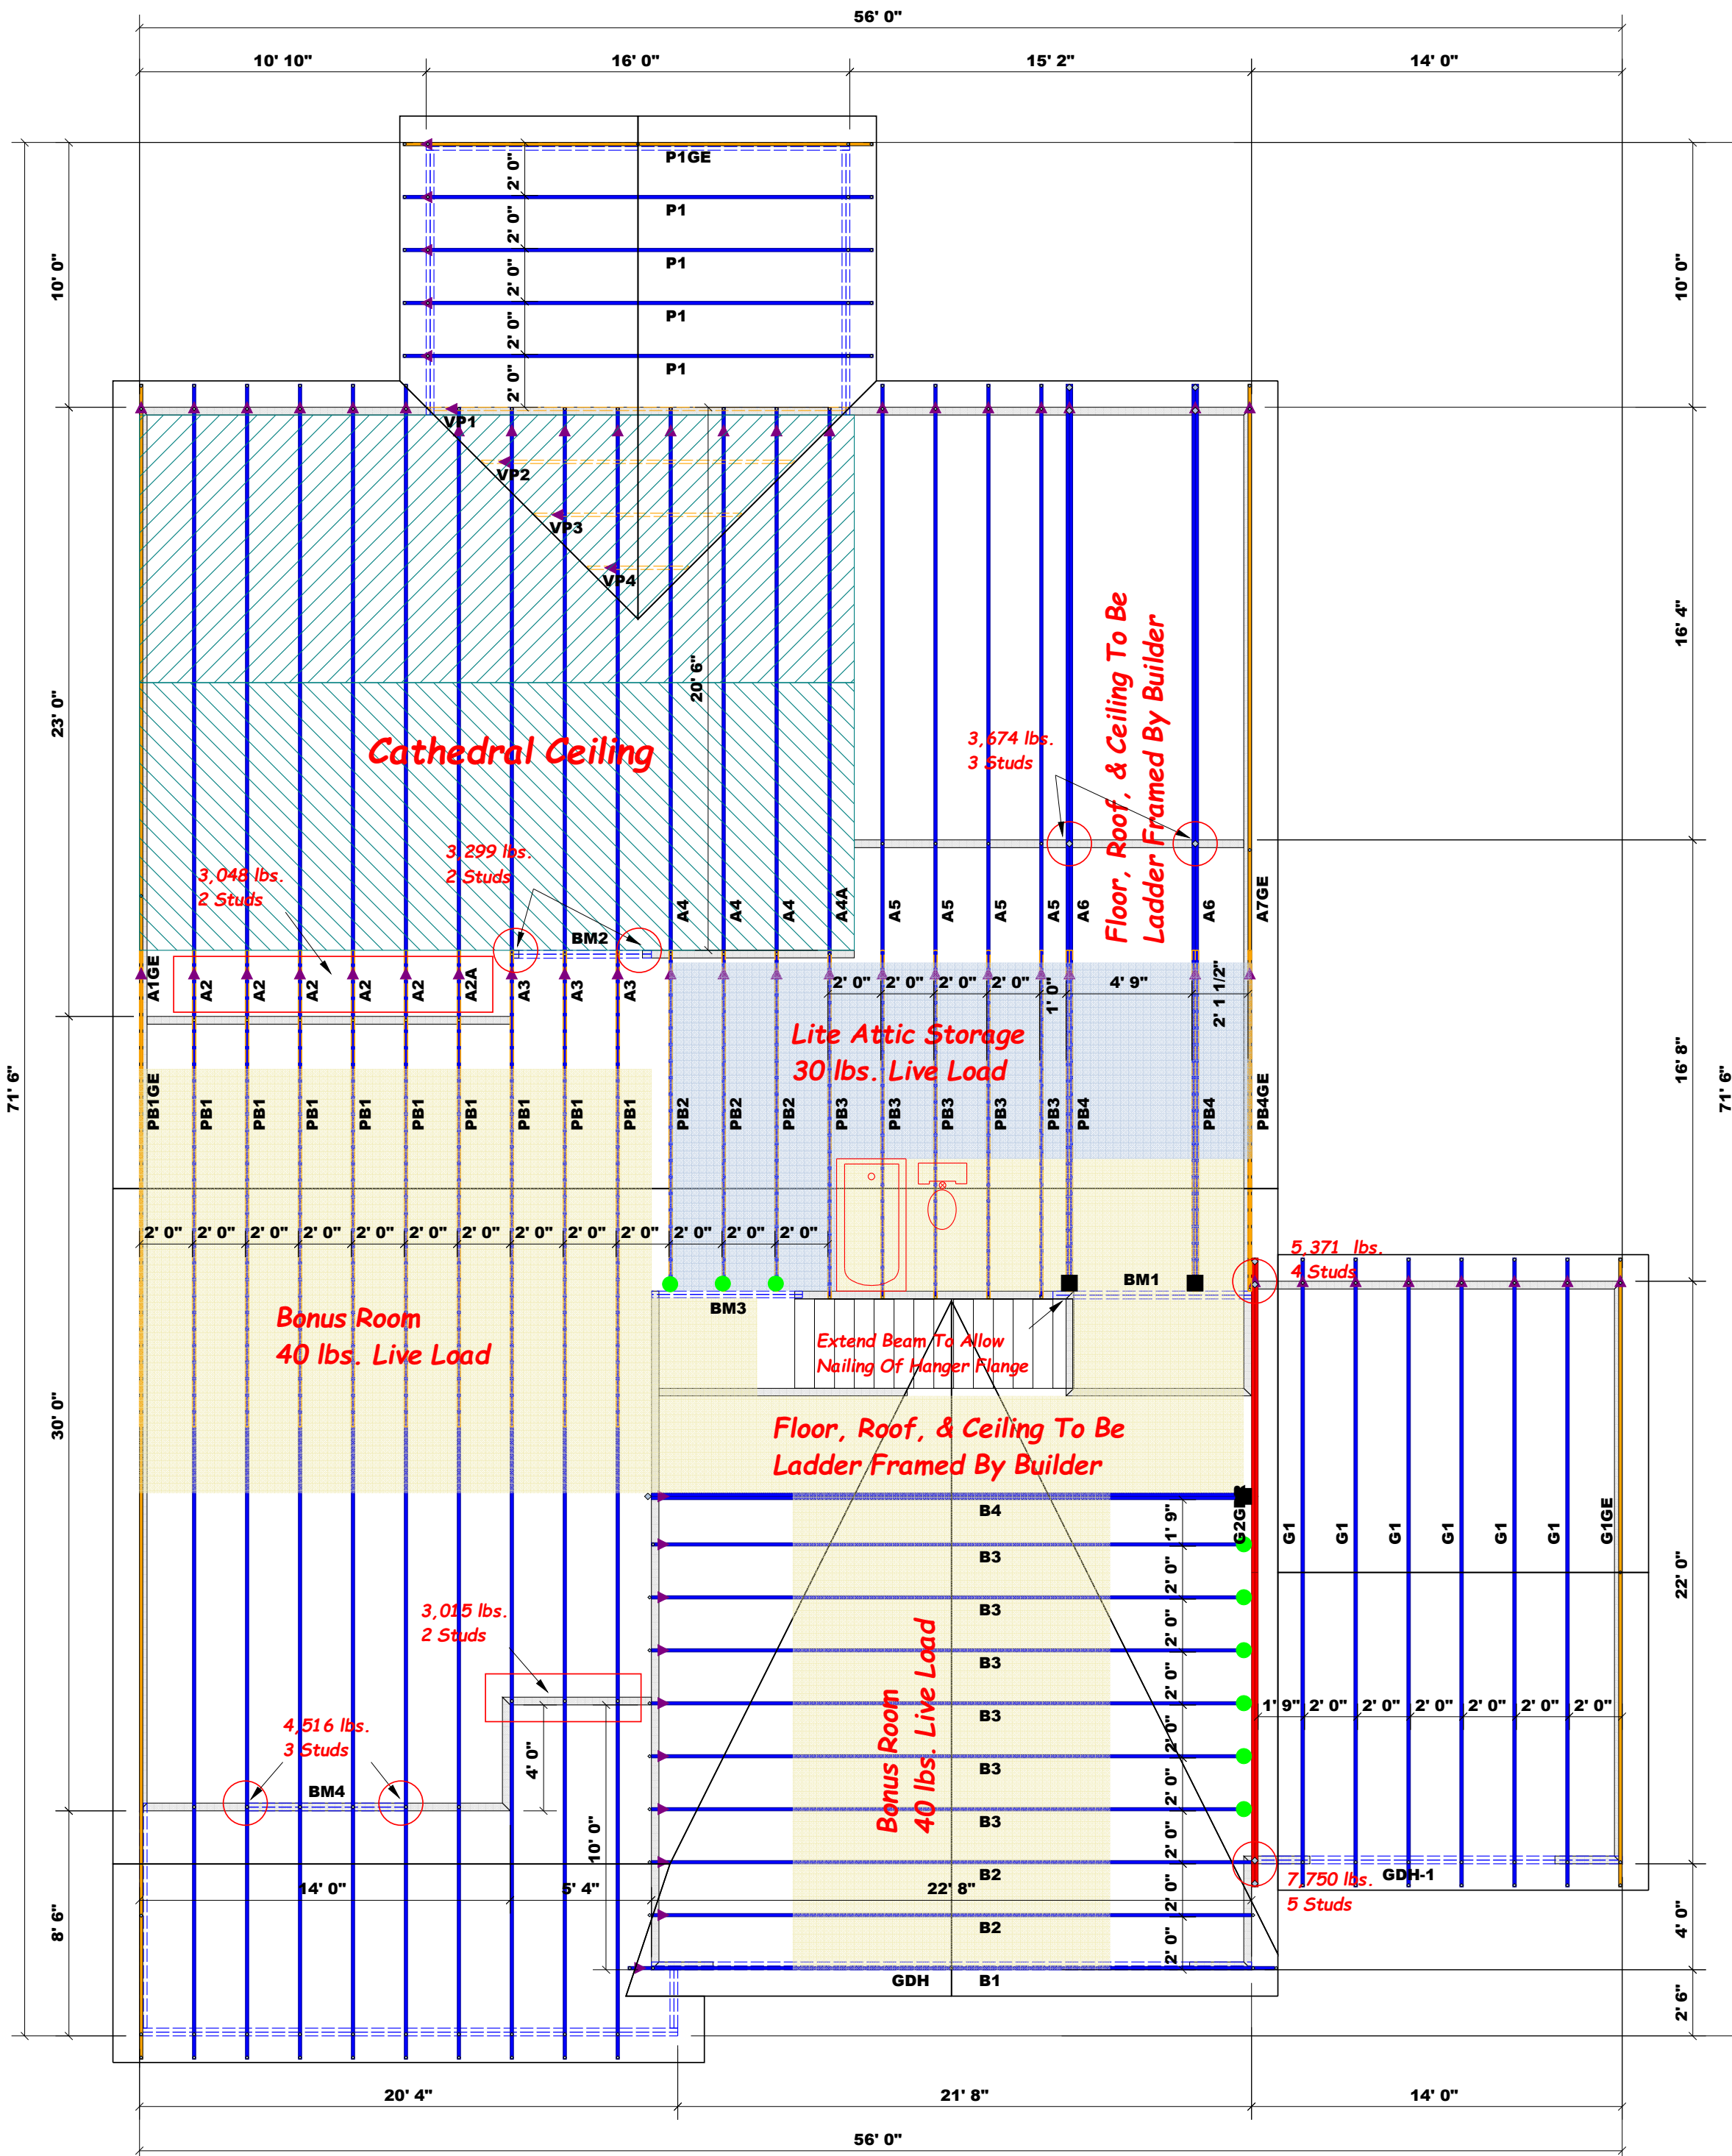 56' 0"
10' 10"
16' 0"
15' 2"
14' 0"
P1GE
2' 0"
P1
2' 0"
P1
2' 0"
P1
2' 0"
P1
2' 0"
10' 0"
10' 0"
VP1
VP2
VP3
VP4
20' 6"
23' 0"
16' 4"
Floor, Roof, & Ceiling To Be
Ladder Framed By Builder
Cathedral Ceiling
3,674 lbs.
3 Studs
3,299 lbs.
2 Studs
3,048 lbs.
2 Studs
BM2
A1GE
A2
A2
A2
A2
A2
A2A
A3
A3
A3
A4
A4
A4
A4A
A5
A5
A5
A5
A6
A6
A7GE
2' 0"
2' 0"
2' 0"
2' 0"
1' 0"
4' 9"
2' 1 1/2"
Lite Attic Storage
30 lbs. Live Load
16' 8"
71' 6"
71' 6"
PB1GE
PB1
PB1
PB1
PB1
PB1
PB1
PB1
PB1
PB1
PB2
PB2
PB2
PB3
PB3
PB3
PB3
PB3
PB4
PB4
PB4GE
2' 0"
2' 0"
2' 0"
2' 0"
2' 0"
2' 0"
2' 0"
2' 0"
2' 0"
2' 0"
2' 0"
2' 0"
2' 0"
5,371 lbs.
4 Studs
BM1
BM3
Bonus Room
40 lbs. Live Load
Extend Beam To Allow
Nailing Of Hanger Flange
30' 0"
Floor, Roof, & Ceiling To Be
Ladder Framed By Builder
B4
1' 9"
B3
2' 0"
B3
2' 0"
B3
2' 0"
B3
2' 0"
B3
2' 0"
B3
2' 0"
B2
2' 0"
B2
2' 0"
GDH
B1
G1
G1
G1
G1
G1
G1
G1GE
22' 0"
3,015 lbs.
2 Studs
Bonus Room
40 lbs. Live Load
1' 9"
2' 0"
2' 0"
2' 0"
2' 0"
2' 0"
2' 0"
4,516 lbs.
3 Studs
BM4
4' 0"
10' 0"
GDH-1
7,750 lbs.
5 Studs
14' 0"
5' 4"
22' 8"
8' 6"
4' 0"
2' 6"
20' 4"
21' 8"
14' 0"
56' 0"